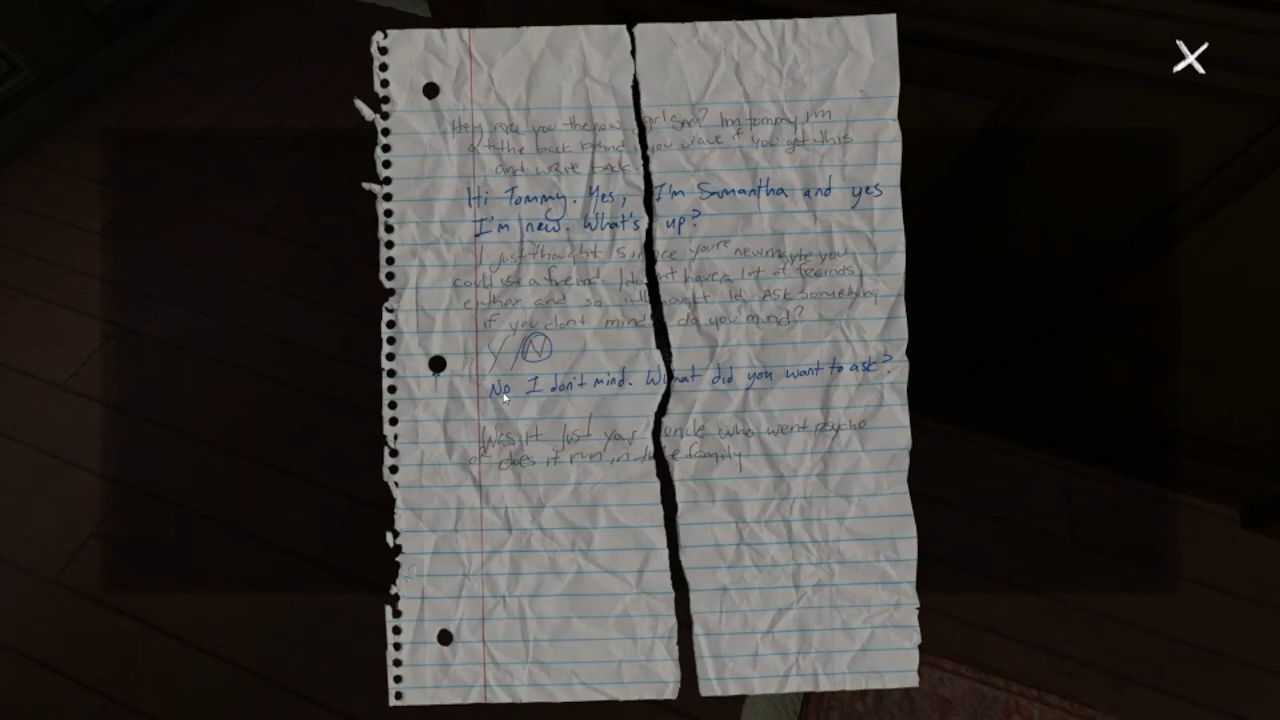 Hey are you the new girl Sam? Im tommy Im
at the back behind you wave if you get this
and write back
Hi Tommy. Yes, I'm Samantha and yes
I'm new. What's up?
I just thought since youre new maybe you
could use a freind. I dont have a lot of freinds
either and so i thought Id ASK something
if you dont mind. do you mind?
Y/N
No I don't mind. What did you want to ask?
Was it just your uncle who went psycho
or does it run in the family